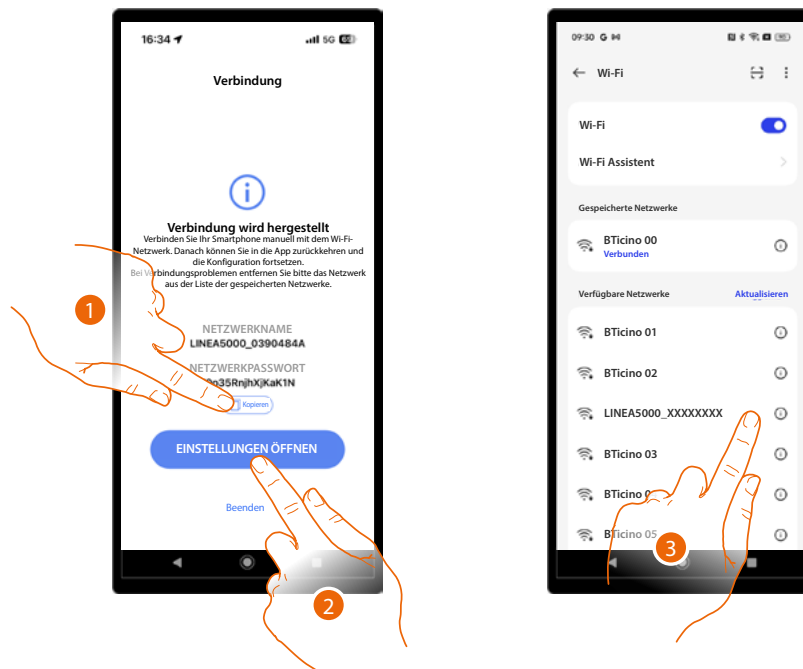 16:34
5G 62
Verbindung
Verbindung wird hergestellt
Verbinden Sie Ihr Smartphone manuell mit dem Wi-Fi-
Netzwerk. Danach können Sie in die App zurückkehren und
die Konfiguration fortsetzen.
Bei Verbindungsproblemen entfernen Sie bitte das Netzwerk
aus der Liste der gespeicherten Netzwerke.
NETZWERKNAME
LINEA5000_0390484A
NETZWERKPASSWORT
Kopieren
EINSTELLUNGEN ÖFFNEN
Beenden
1
2
09:30
Wi-Fi
Wi-Fi
Wi-Fi Assistent
Gespeicherte Netzwerke
BTicino 00
Verbunden
Verfügbare Netzwerke
Aktualisieren
BTicino 01
BTicino 02
LINEA5000_XXXXXXXX
BTicino 03
BTicino
BTicino 05
3